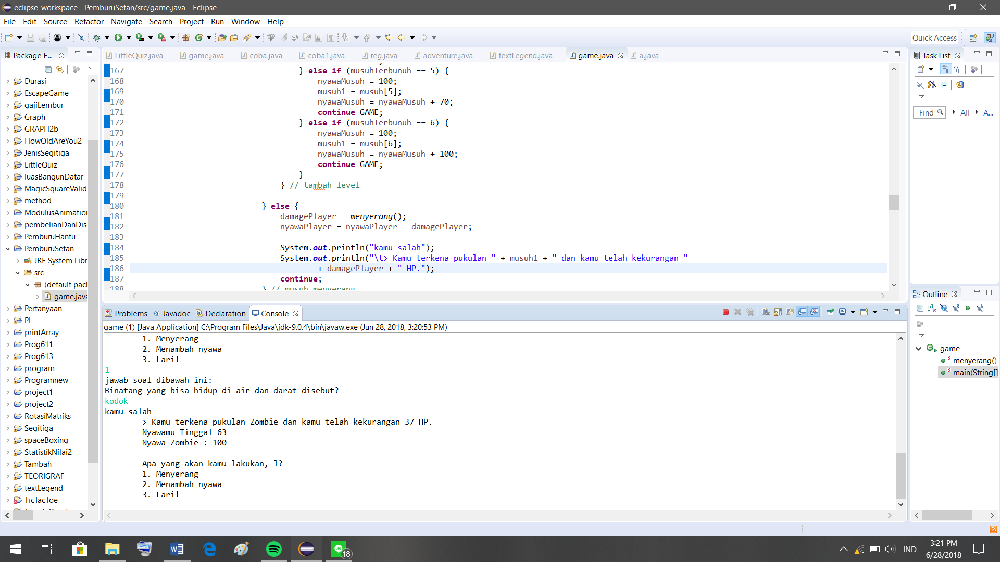 eclipse-workspace - PemburuSetan/src/game.java - Eclipse
File Edit Source Refactor Navigate Search Project Run Window Help
Quick Access
Package E...
Durasi
EscapeGame
gajiLembur
Graph
GRAPH2b
HowOldAreYou2
JenisSegitiga
LittleQuiz
luasBangunDatar
MagicSquareValid
method
ModulusAnimation
pembelianDanDisl
PemburuHantu
PemburuSetan
JRE System Libr
src
(default pack
game.java
Pertanyaan
PI
printArray
Prog611
Prog613
program
Programnew
project1
project2
RotasiMatriks
Segitiga
spaceBoxing
StatistikNilai2
Tambah
TEORIGRAF
textLegend
TicTacToe
LittleQuiz.java game.java coba.java coba1.java reg.java adventure.java textLegend.java game.java a.java
167 } else if (musuhTerbunuh == 5) {
168 nyawaMusuh = 100;
169 musuh1 = musuh[5];
170 nyawaMusuh = nyawaMusuh + 70;
171 continue GAME;
172 } else if (musuhTerbunuh == 6) {
173 nyawaMusuh = 100;
174 musuh1 = musuh[6];
175 nyawaMusuh = nyawaMusuh + 100;
176 continue GAME;
177 }
178 } // tambah level
179
180 } else {
181 damagePlayer = menyerang();
182 nyawaPlayer = nyawaPlayer - damagePlayer;
183
184 System.out.println("kamu salah");
185 System.out.println("\t> Kamu terkena pukulan " + musuh1 + " dan kamu telah kekurangan "
186 + damagePlayer + " HP.");
187 continue;
188 } // musuh menyerang
Problems @ Javadoc Declaration Console
game (1) [Java Application] C:\Program Files\Java\jdk-9.0.4\bin\javaw.exe (Jun 28, 2018, 3:20:53 PM)
1. Menyerang
2. Menambah nyawa
3. Lari!
1
jawab soal dibawah ini:
Binatang yang bisa hidup di air dan darat disebut?
kodok
kamu salah
> Kamu terkena pukulan Zombie dan kamu telah kekurangan 37 HP.
Nyawamu Tinggal 63
Nyawa Zombie : 100
Apa yang akan kamu lakukan, l?
1. Menyerang
2. Menambah nyawa
3. Lari!
Task List
Find All A...
Outline
game
menyerang()
main(String[]
18
IND
3:21 PM
6/28/2018